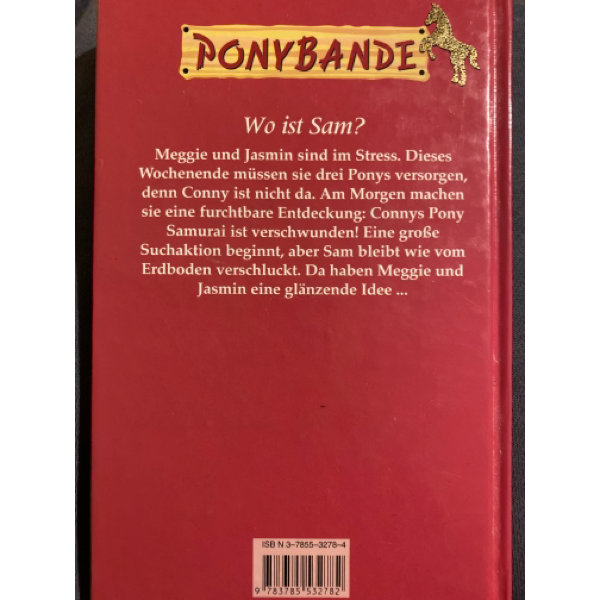 PONYBANDE
Wo ist Sam?
Meggie und Jasmin sind im Stress. Dieses
Wochenende müssen sie drei Ponys versorgen,
denn Conny ist nicht da. Am Morgen machen
sie eine furchtbare Entdeckung: Connys Pony
Samurai ist verschwunden! Eine große
Suchaktion beginnt, aber Sam bleibt wie vom
Erdboden verschluckt. Da haben Meggie und
Jasmin eine glänzende Idee ...
ISBN 3-7855-3278-4
9 783785 532782